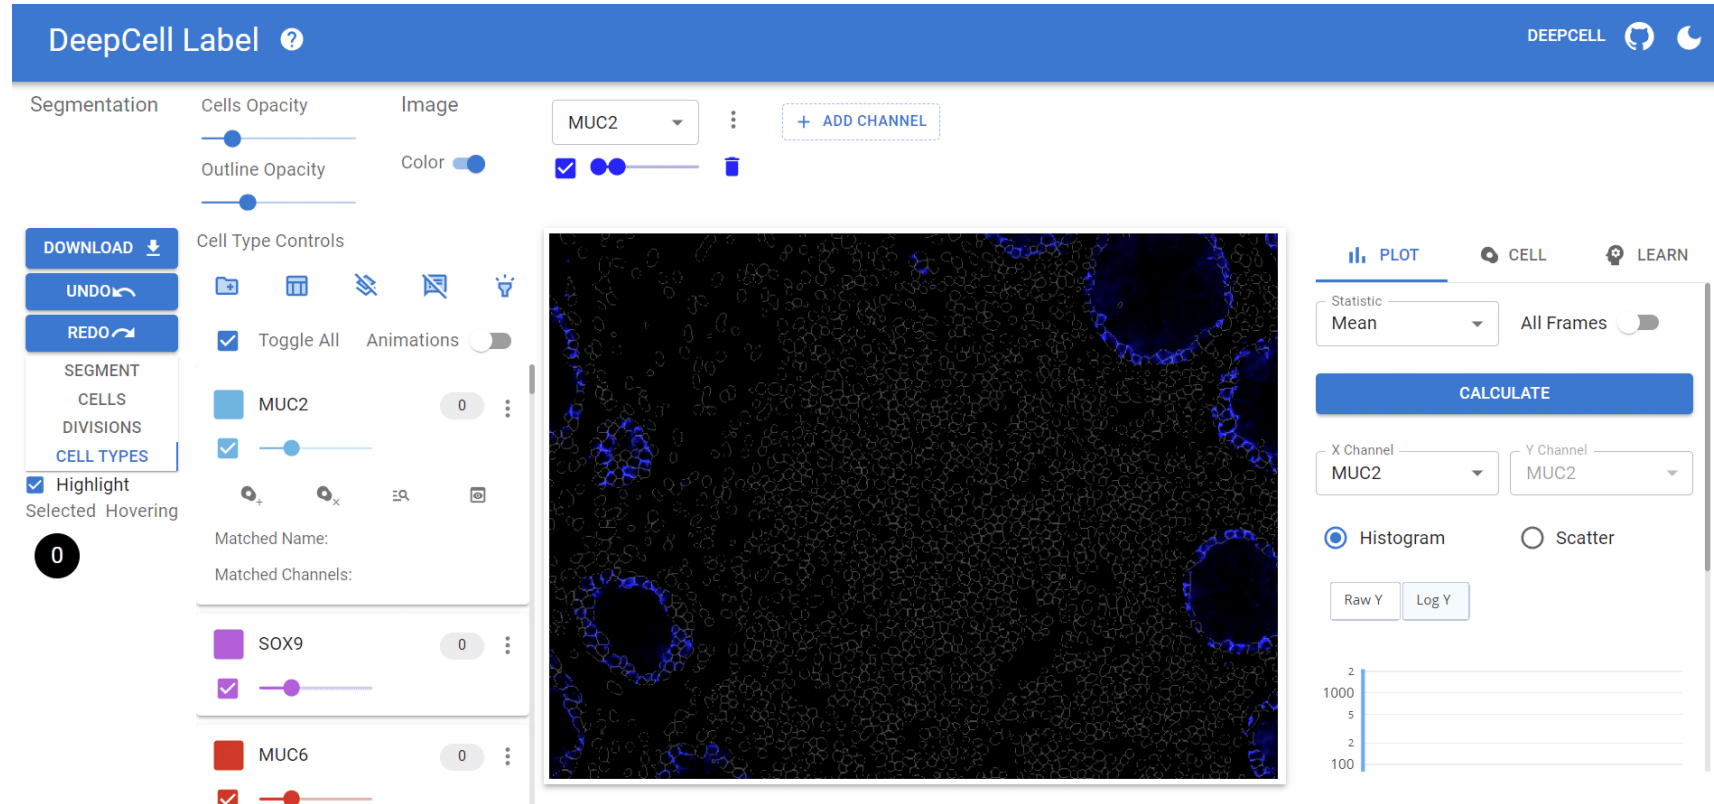 DeepCell Label ?
DEEPCELL
Segmentation
Cells Opacity
Outline Opacity
Image
Color
MUC2
+ ADD CHANNEL
DOWNLOAD
UNDO
REDO
SEGMENT
CELLS
DIVISIONS
CELL TYPES
Highlight
Selected Hovering
0
Cell Type Controls
Toggle All Animations
MUC2 0
Matched Name:
Matched Channels:
SOX9 0
MUC6 0
PLOT CELL LEARN
Statistic
Mean
All Frames
CALCULATE
X Channel
MUC2
Y Channel
MUC2
Histogram Scatter
Raw Y Log Y
2
1000
5
2
100